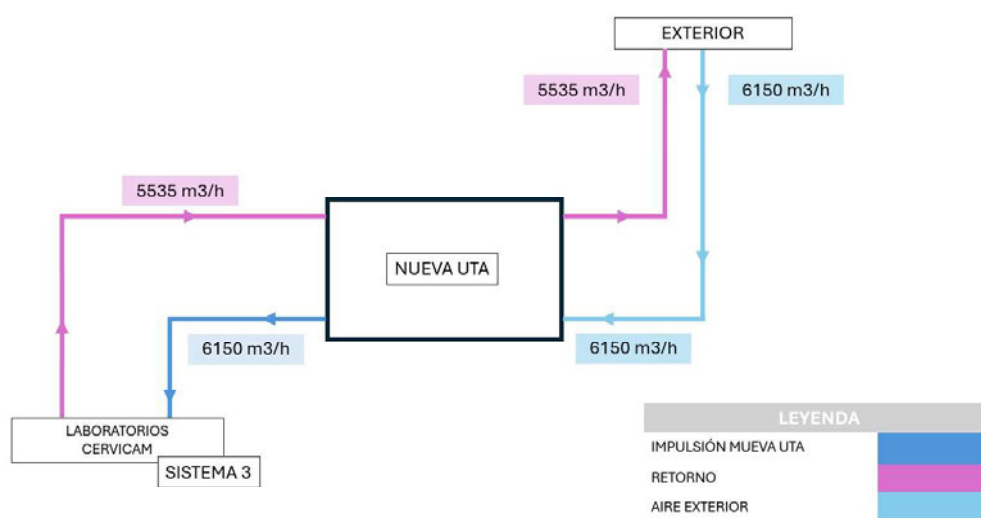 EXTERIOR
5535 m3/h
6150 m3/h
5535 m3/h
NUEVA UTA
6150 m3/h
6150 m3/h
LABORATORIOS
CERVICAM
SISTEMA 3
LEYENDA
IMPULSIÓN MUEVA UTA
RETORNO
AIRE EXTERIOR